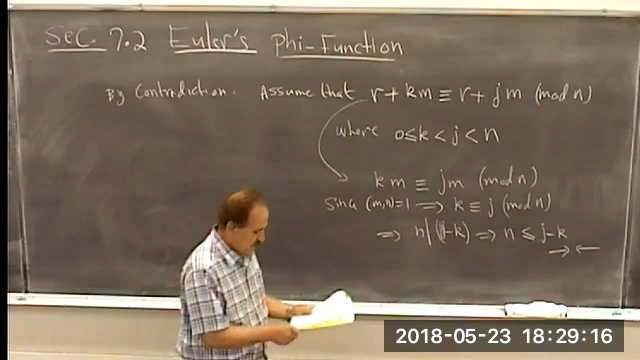 Sec. 7.2 Euler's Phi-Function
By Contradiction. Assume that r + km ≡ r + jm (mod n)
where 0≤k<j<n
km ≡ jm (mod n)
Since (m,n)=1 ⟹ k ≡ j (mod n)
⟹ n|(j-k) ⟹ n ≤ j-k
→←
2018-05-23 18:29:16